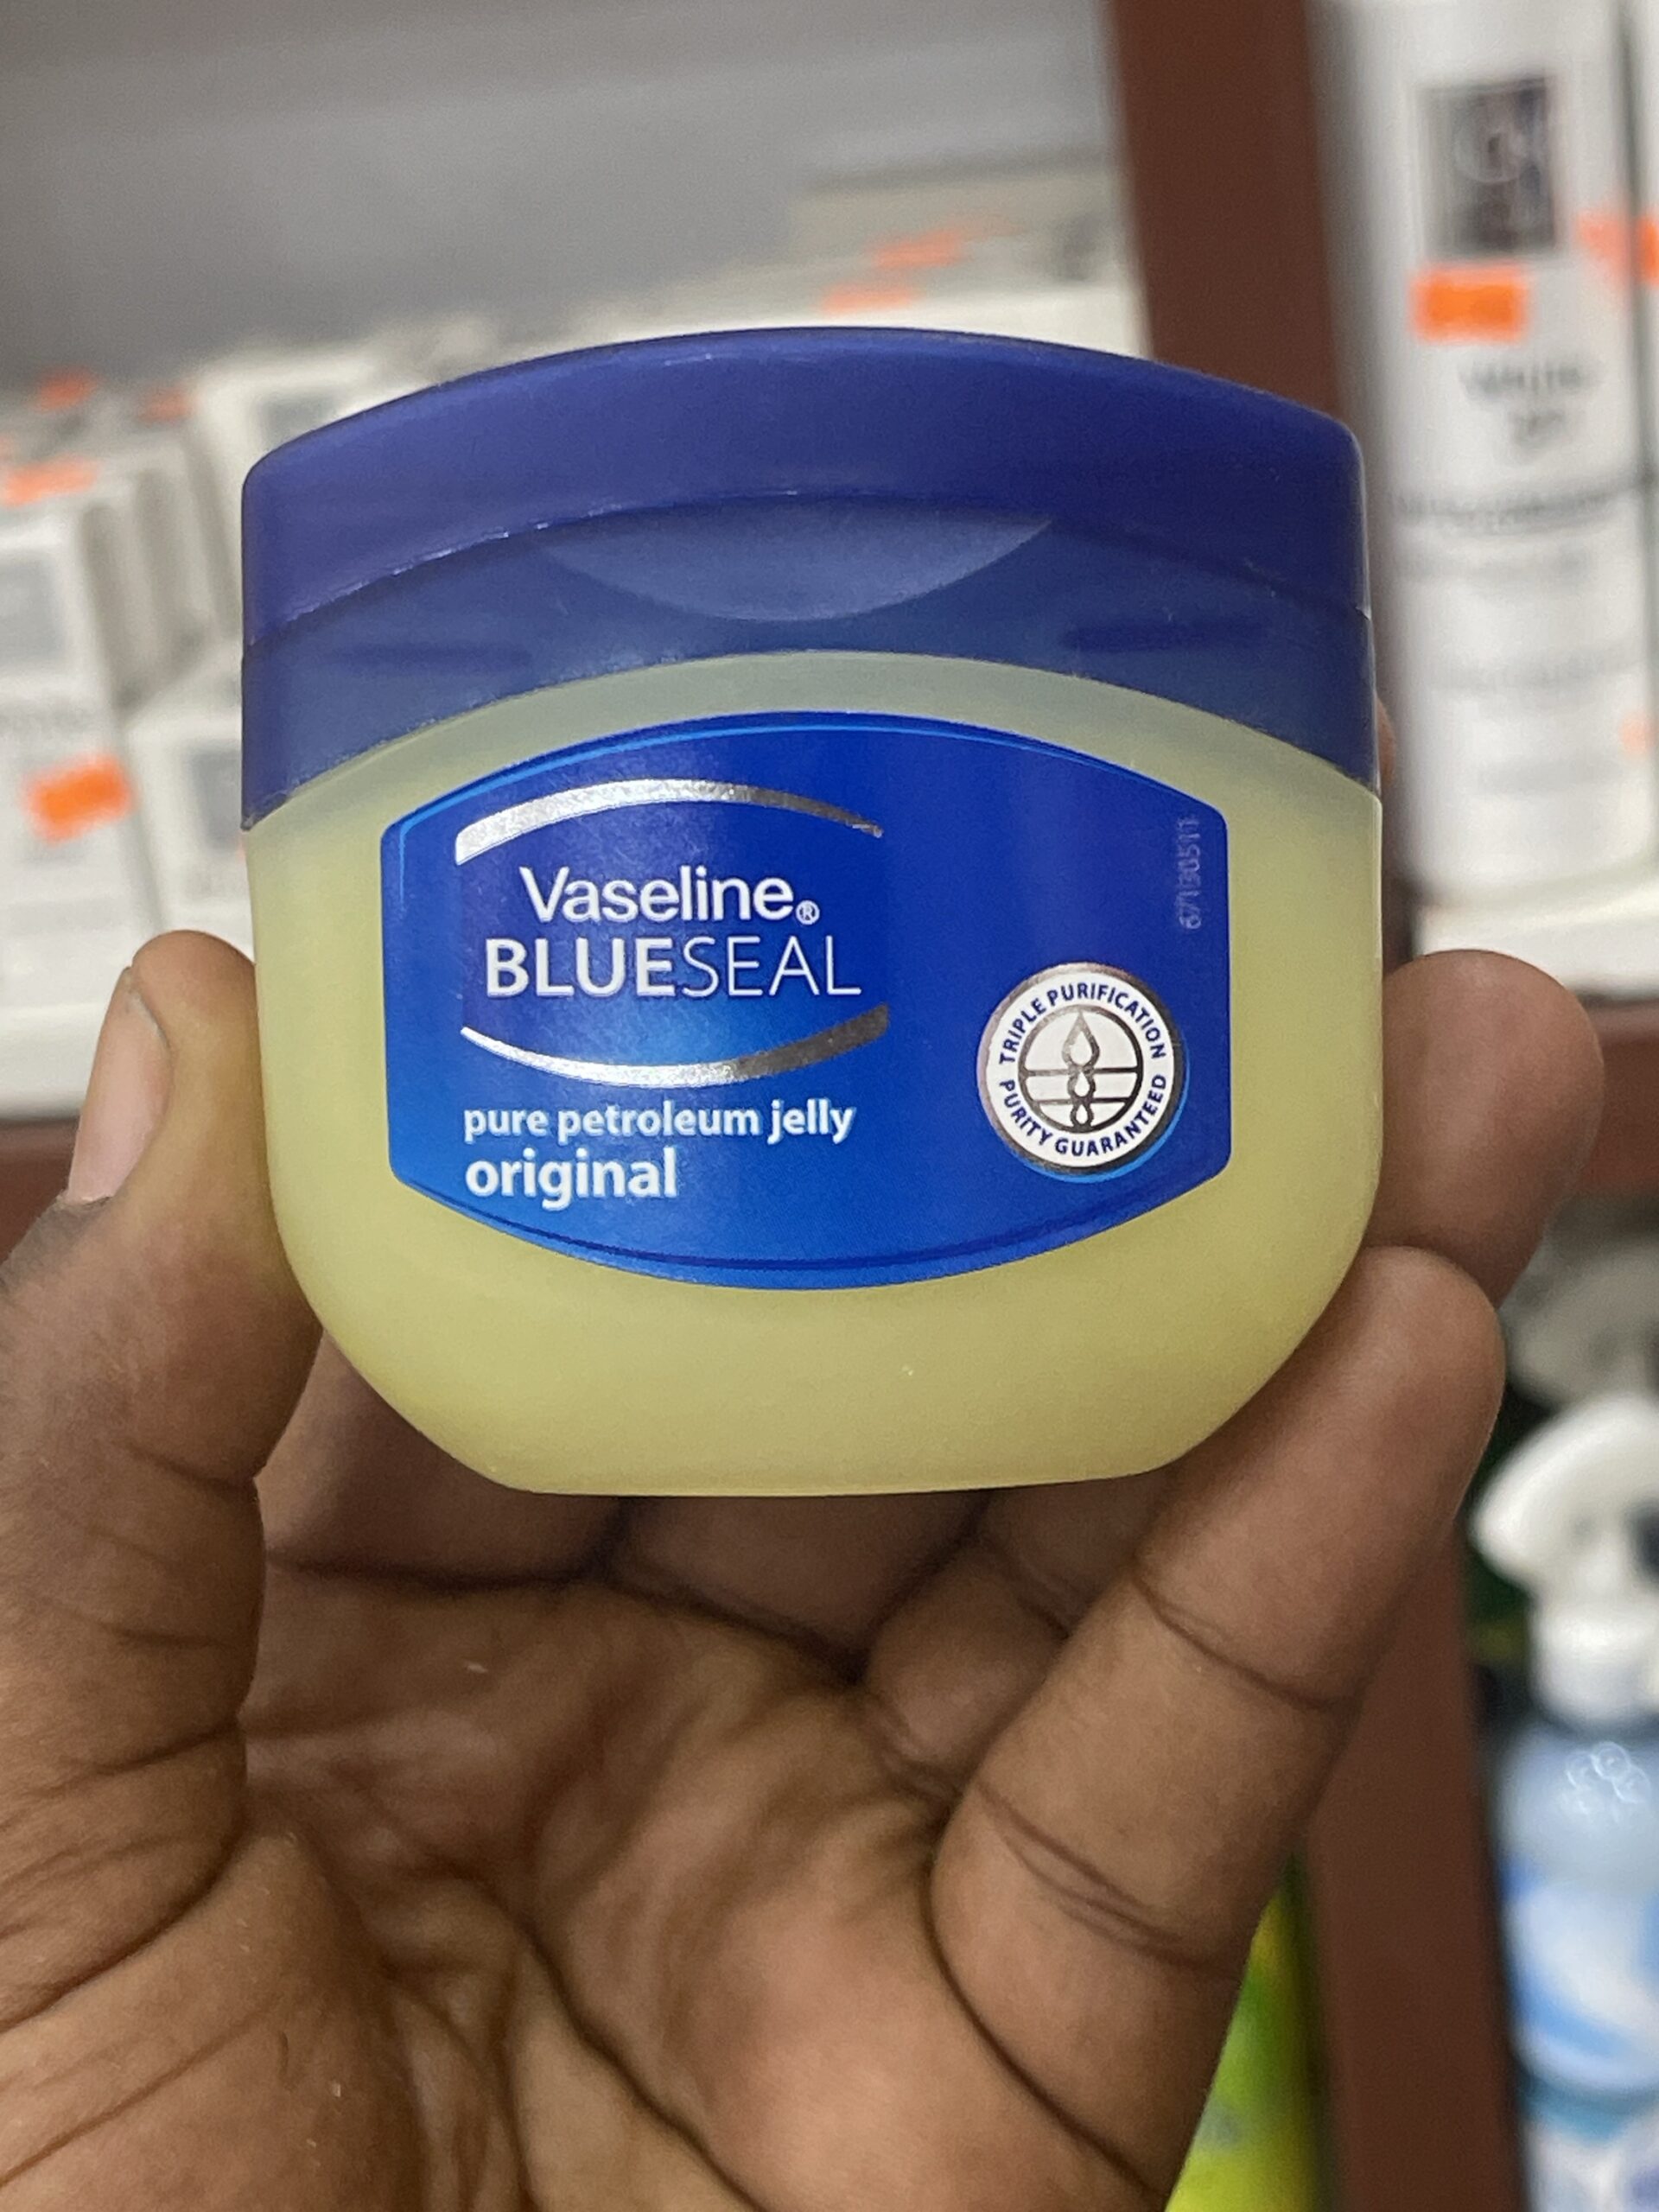 Vaseline®
BLUESEAL
pure petroleum jelly
original
TRIPLE PURIFICATION
PURITY GUARANTEED